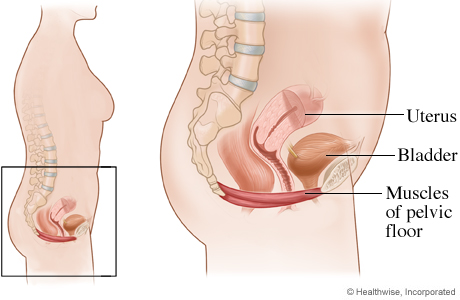 Uterus
Bladder
Muscles
of pelvic
floor
© Healthwise, Incorporated